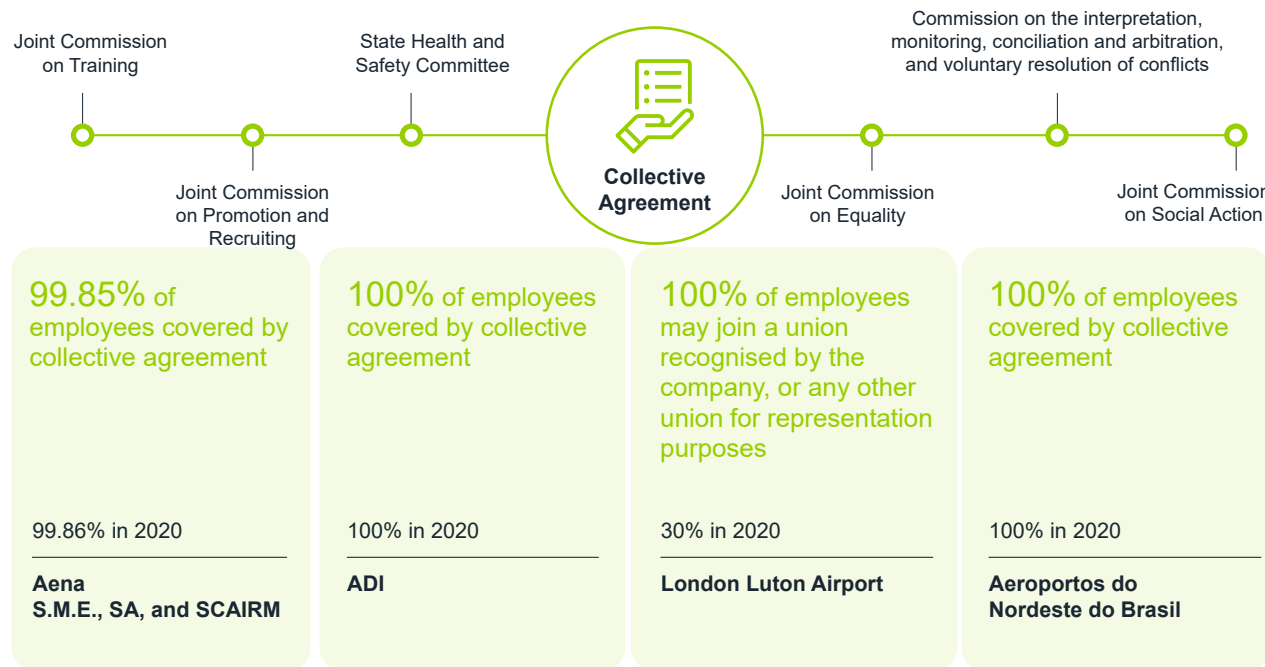 Joint Commission
on Training
State Health and
Safety Committee
Commission on the interpretation,
monitoring, conciliation and arbitration,
and voluntary resolution of conflicts
Joint Commission
on Promotion and
Recruiting
Collective
Agreement
Joint Commission
on Equality
Joint Commission
on Social Action
99.85% of
employees covered by
collective agreement
99.86% in 2020
Aena
S.M.E., SA, and SCAIRM
100% of employees
covered by collective
agreement
100% in 2020
ADI
100% of employees
may join a union
recognised by the
company, or any other
union for representation
purposes
30% in 2020
London Luton Airport
100% of employees
covered by collective
agreement
100% in 2020
Aeroportos do
Nordeste do Brasil